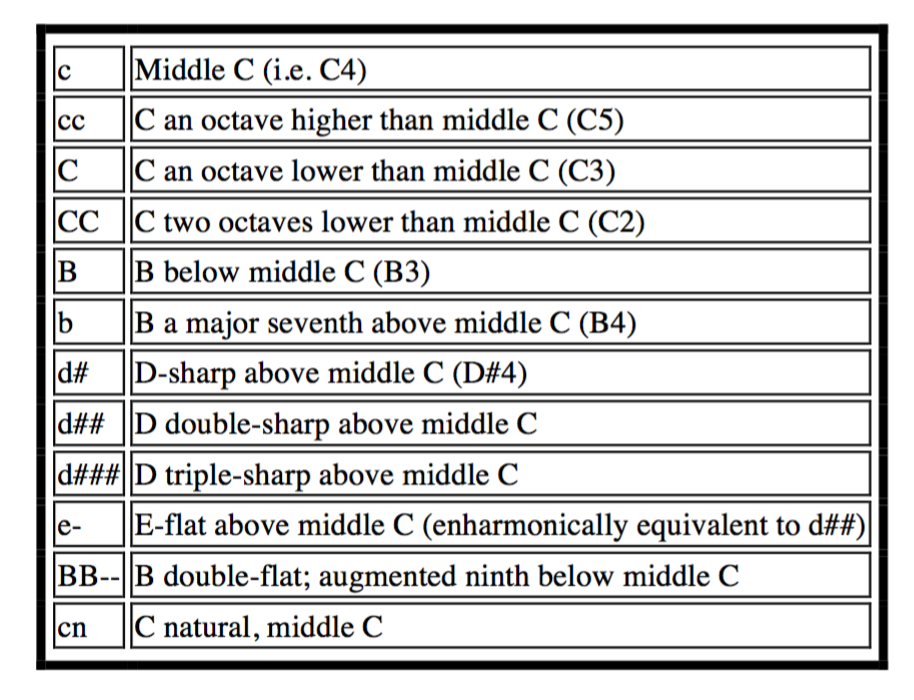 c Middle C (i.e. C4)
cc C an octave higher than middle C (C5)
C C an octave lower than middle C (C3)
CC C two octaves lower than middle C (C2)
B B below middle C (B3)
b B a major seventh above middle C (B4)
d# D-sharp above middle C (D#4)
d## D double-sharp above middle C
d### D triple-sharp above middle C
e- E-flat above middle C (enharmonically equivalent to d##)
BB-- B double-flat; augmented ninth below middle C
cn C natural, middle C